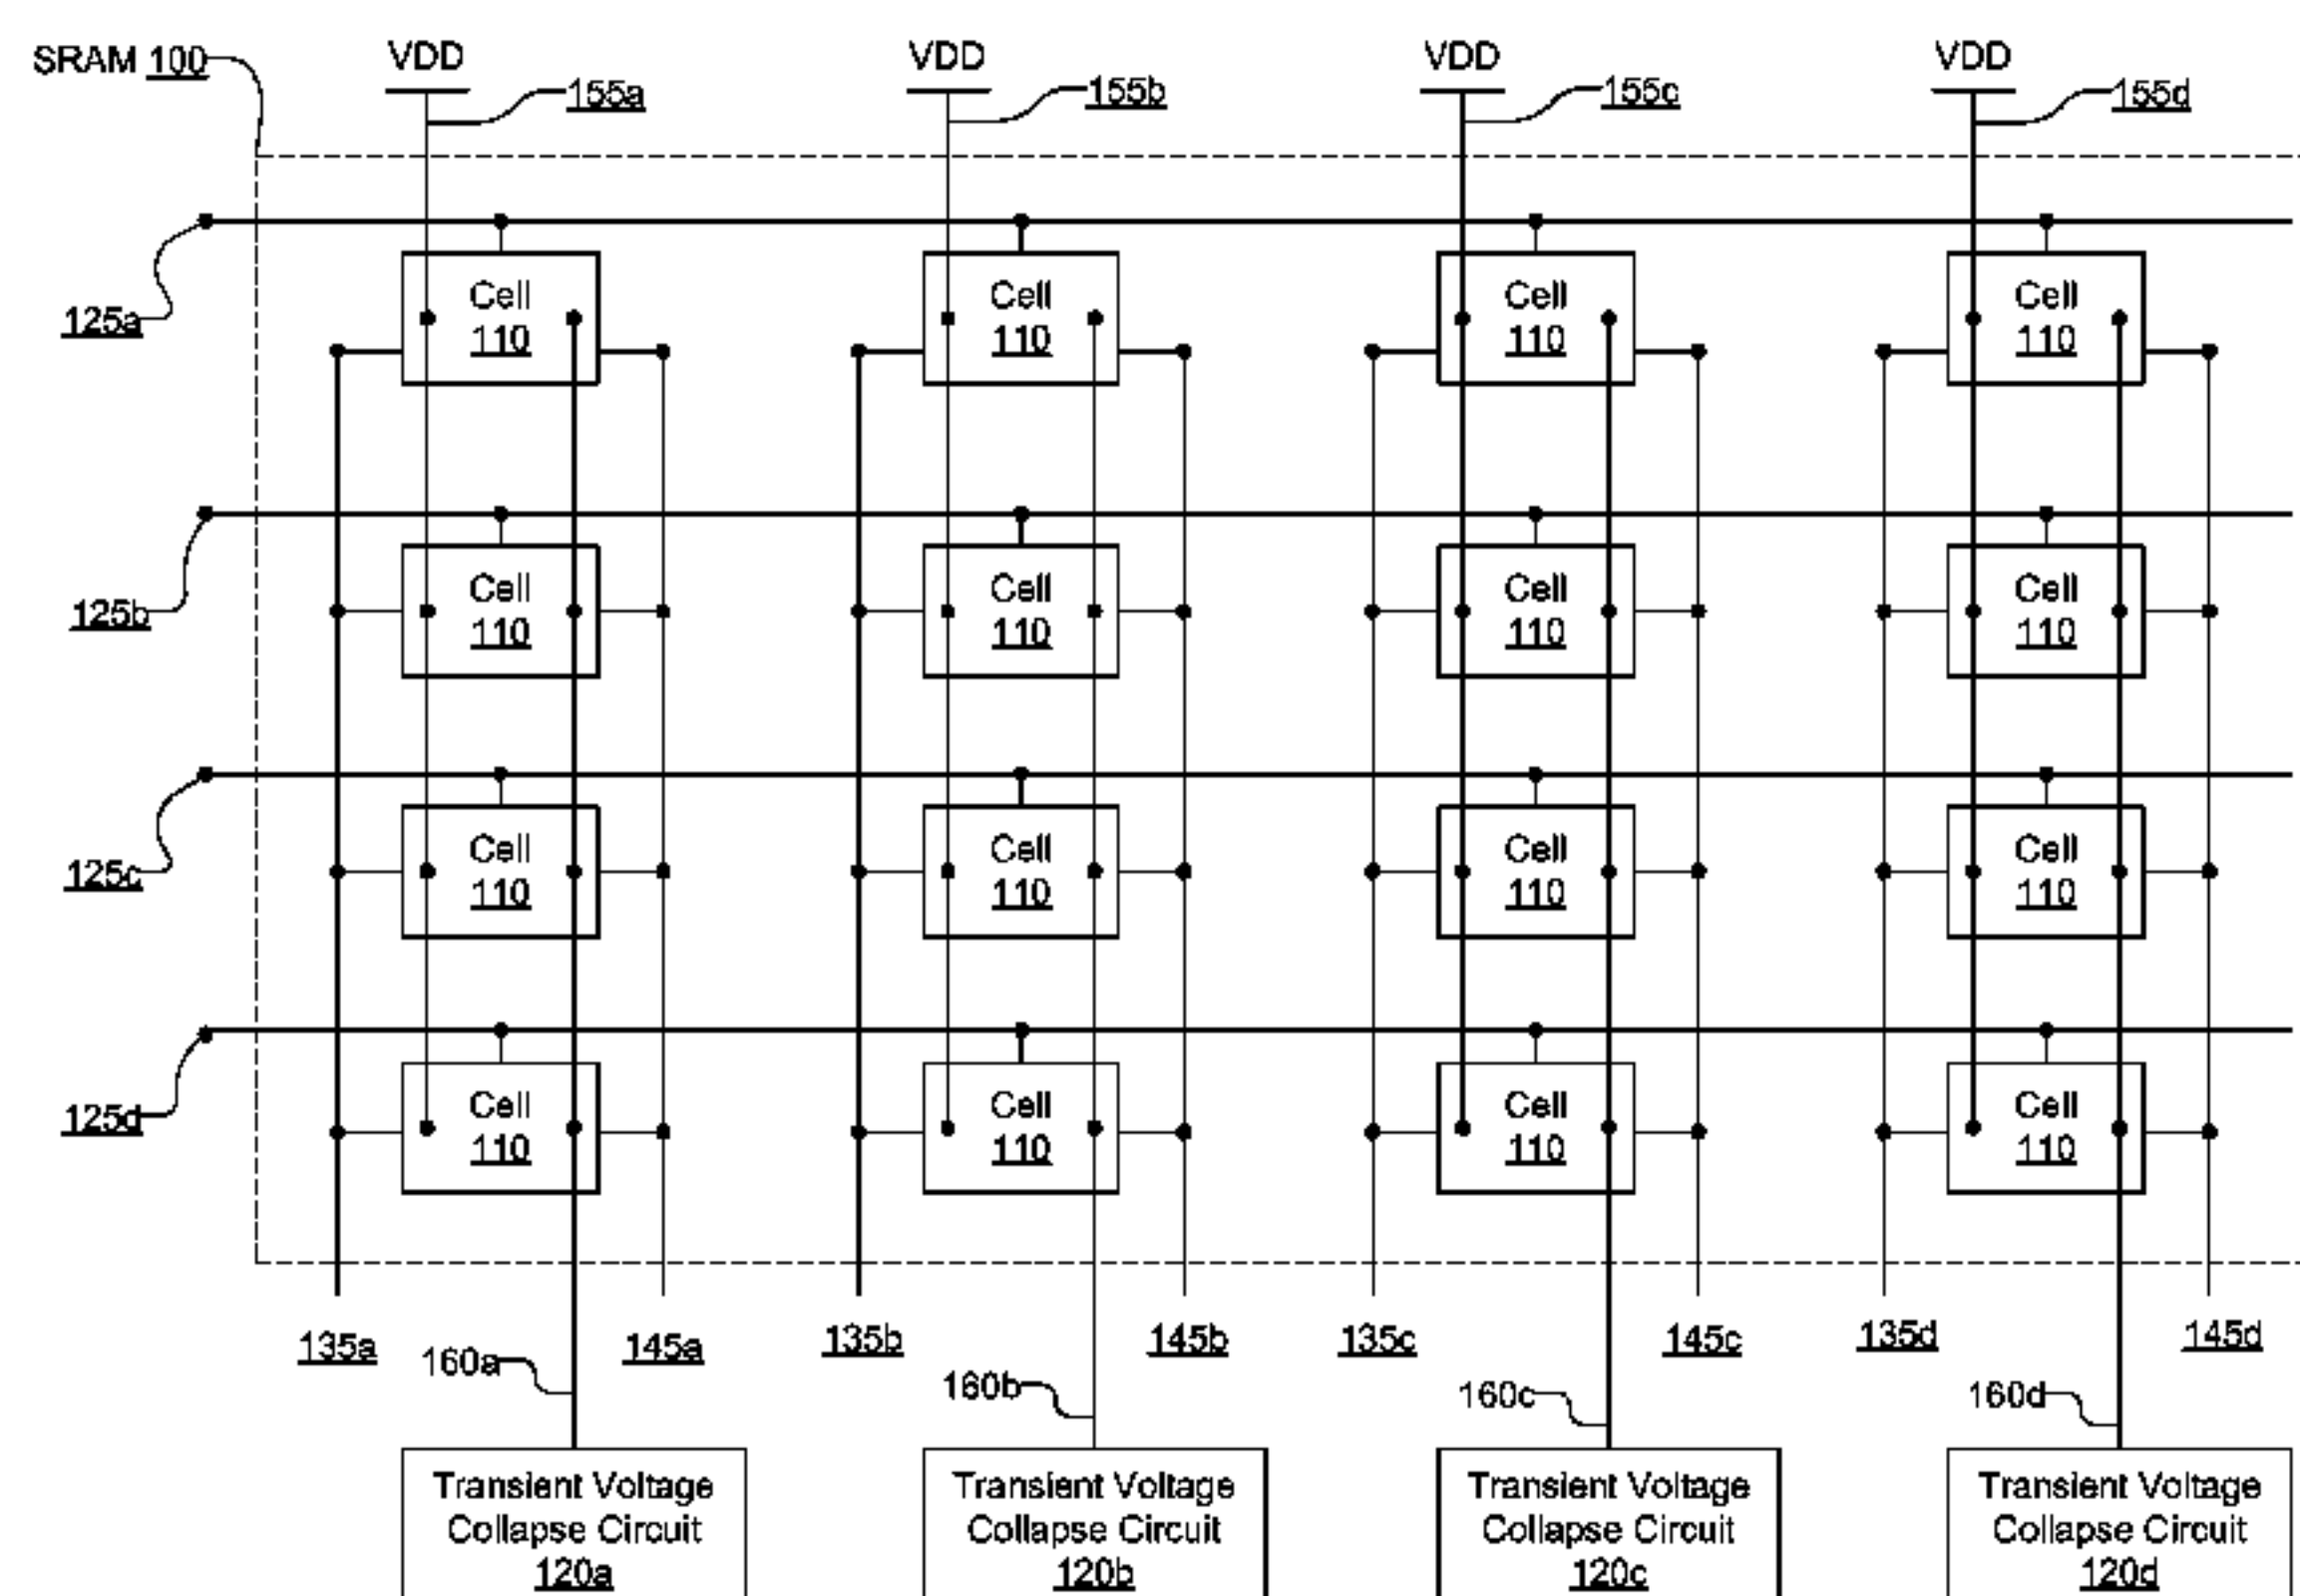 SRAM 100
VDD
VDD
VDD
VDD
155a
155b
155c
155d
125a
Cell
110
Cell
110
Cell
110
Cell
110
125b
Cell
110
Cell
110
Cell
110
Cell
110
125c
Cell
110
Cell
110
Cell
110
Cell
110
125d
Cell
110
Cell
110
Cell
110
Cell
110
135a
145a
135b
145b
135c
145c
135d
145d
160a
160b
160c
160d
Transient Voltage
Collapse Circuit
120a
Transient Voltage
Collapse Circuit
120b
Transient Voltage
Collapse Circuit
120c
Transient Voltage
Collapse Circuit
120d